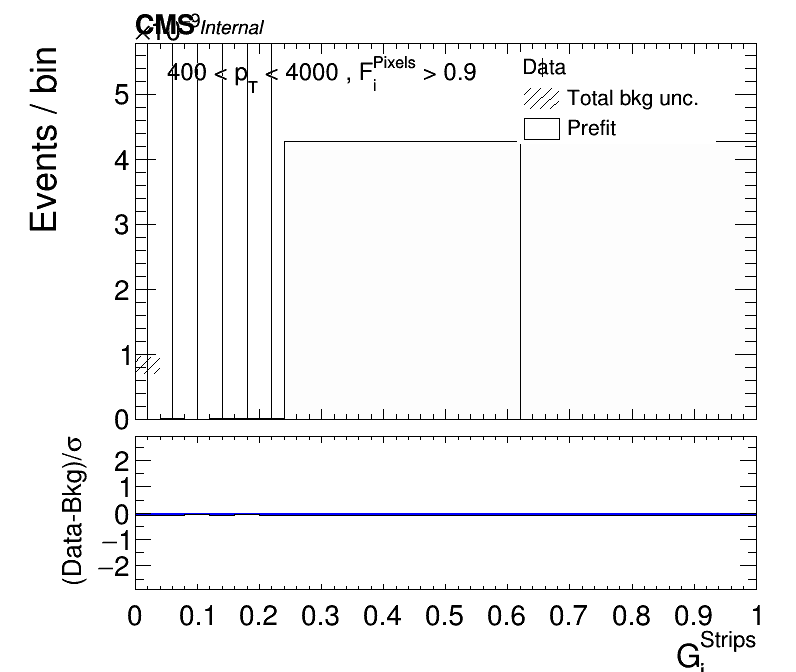 CMS Internal
×10⁻⁹
400 < p_T < 4000 , F_i^Pixels > 0.9
Data
Total bkg unc.
Prefit
Events / bin
5
4
3
2
1
0
(Data-Bkg)/σ
2
1
0
−1
−2
0 0.1 0.2 0.3 0.4 0.5 0.6 0.7 0.8 0.9 1
G_i^Strips